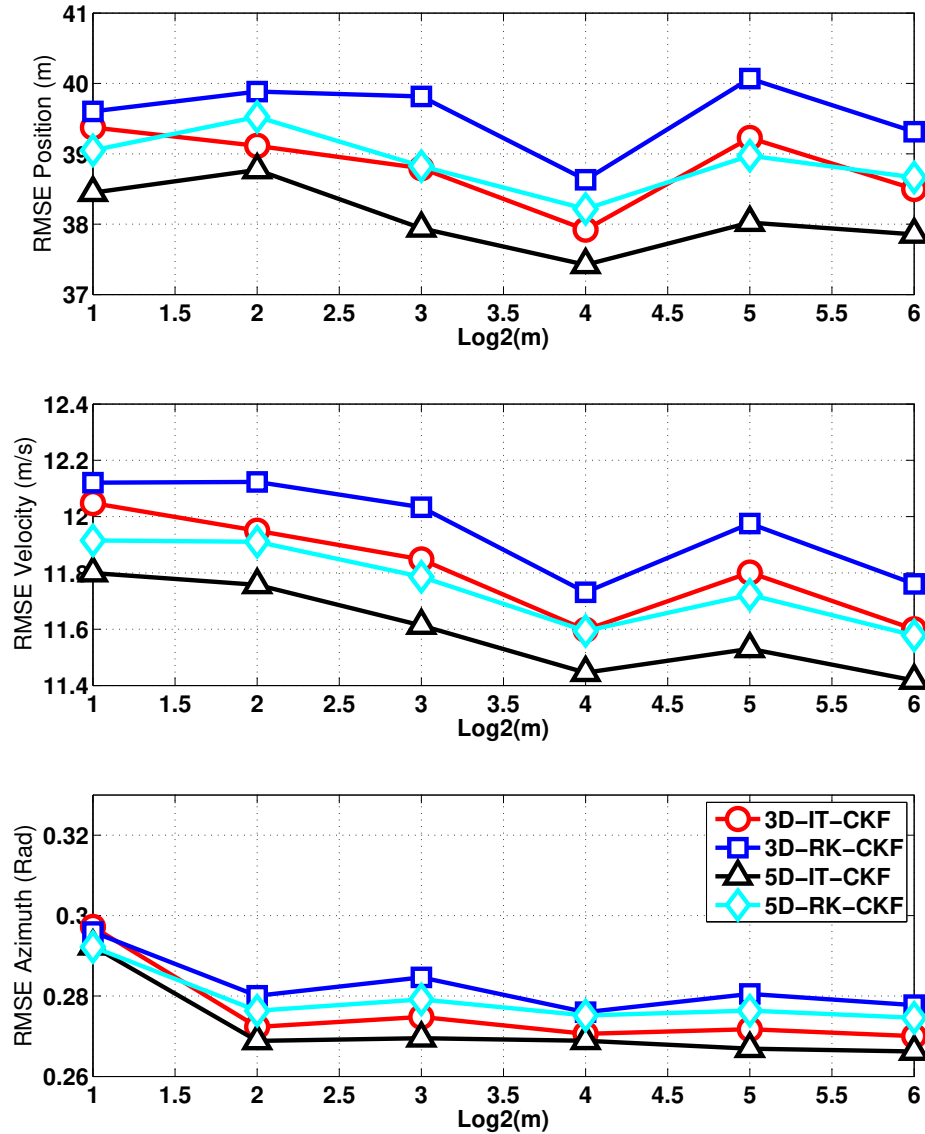 41
40
39
38
37
RMSE Position (m)
1 1.5 2 2.5 3 3.5 4 4.5 5 5.5 6
Log2(m)
12.4
12.2
12
11.8
11.6
11.4
RMSE Velocity (m/s)
1 1.5 2 2.5 3 3.5 4 4.5 5 5.5 6
Log2(m)
0.32
0.3
0.28
0.26
RMSE Azimuth (Rad)
3D−IT−CKF
3D−RK−CKF
5D−IT−CKF
5D−RK−CKF
1 1.5 2 2.5 3 3.5 4 4.5 5 5.5 6
Log2(m)